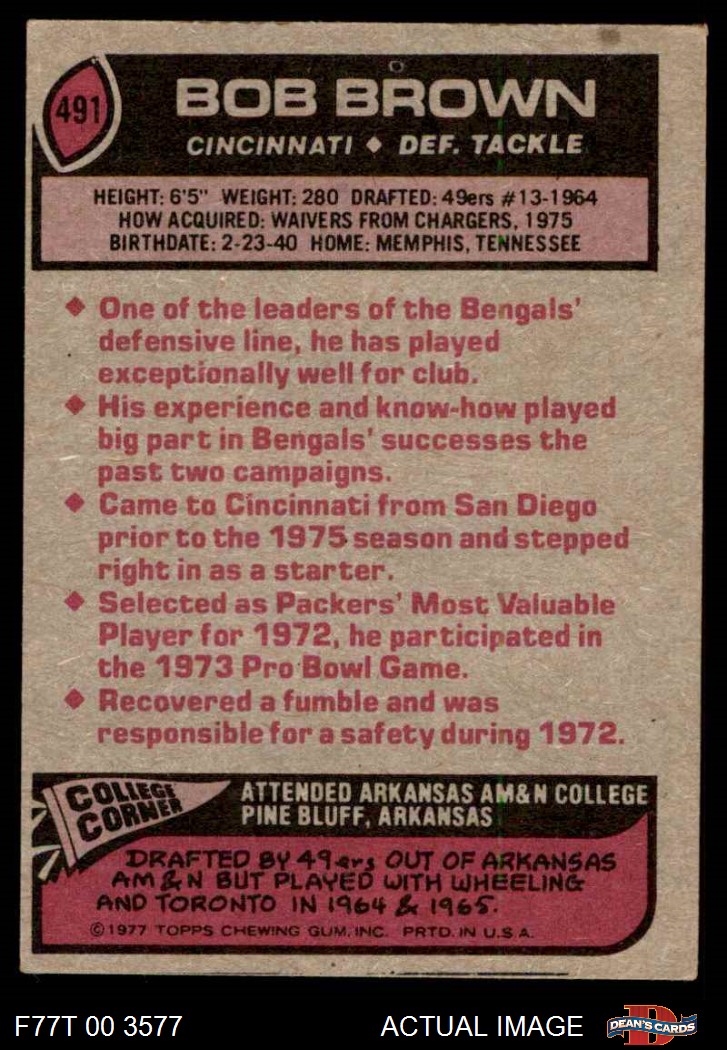 491
BOB BROWN
CINCINNATI ♦ DEF. TACKLE
HEIGHT: 6'5" WEIGHT: 280 DRAFTED: 49ers #13-1964
HOW ACQUIRED: WAIVERS FROM CHARGERS, 1975
BIRTHDATE: 2-23-40 HOME: MEMPHIS, TENNESSEE
♦ One of the leaders of the Bengals'
defensive line, he has played
exceptionally well for club.
♦ His experience and know-how played
big part in Bengals' successes the
past two campaigns.
♦ Came to Cincinnati from San Diego
prior to the 1975 season and stepped
right in as a starter.
♦ Selected as Packers' Most Valuable
Player for 1972, he participated in
the 1973 Pro Bowl Game.
♦ Recovered a fumble and was
responsible for a safety during 1972.
COLLEGE
CORNER
ATTENDED ARKANSAS AM&N COLLEGE
PINE BLUFF, ARKANSAS
DRAFTED BY 49ers OUT OF ARKANSAS
AM&N BUT PLAYED WITH WHEELING
AND TORONTO IN 1964 & 1965.
©1977 TOPPS CHEWING GUM, INC. PRTD. IN U.S.A.
F77T 00 3577
ACTUAL IMAGE
D
DEAN'S CARDS